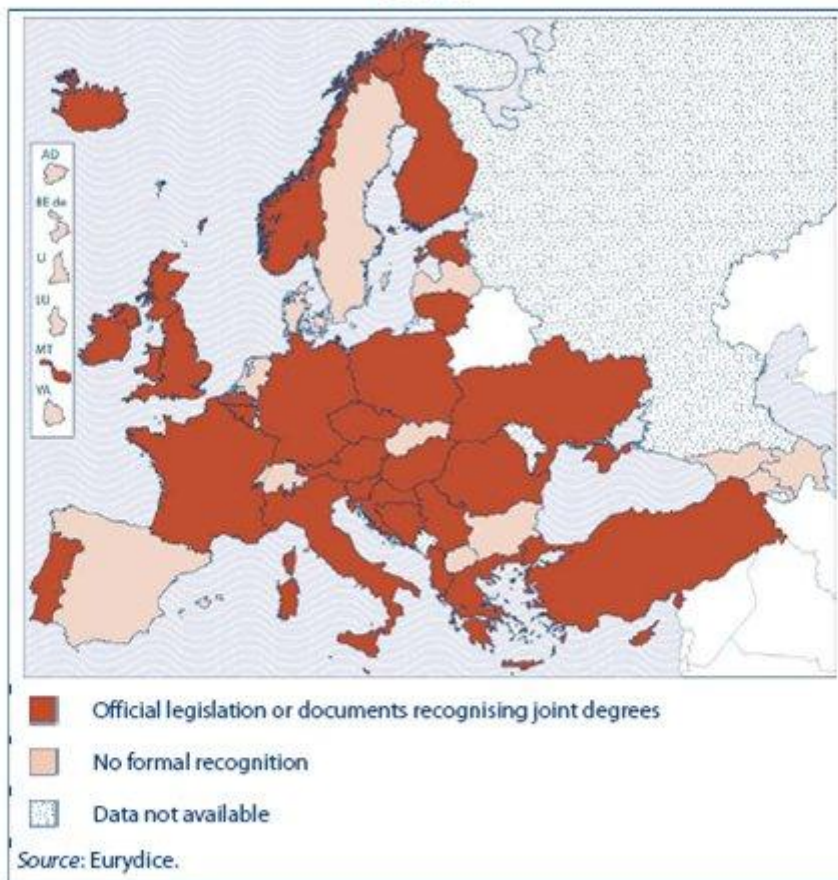 AD
BE de
LI
LU
MT
VA
Official legislation or documents recognising joint degrees
No formal recognition
Data not available
Source: Eurydice.